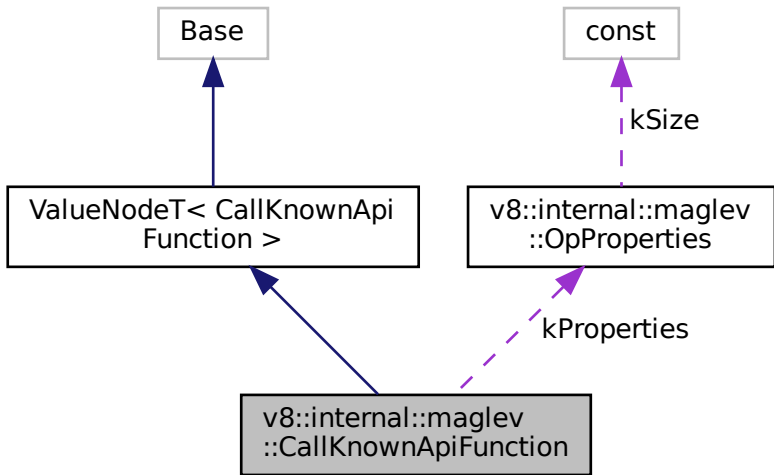 Base
const
kSize
ValueNodeT< CallKnownApi
Function >
v8::internal::maglev
::OpProperties
kProperties
v8::internal::maglev
::CallKnownApiFunction